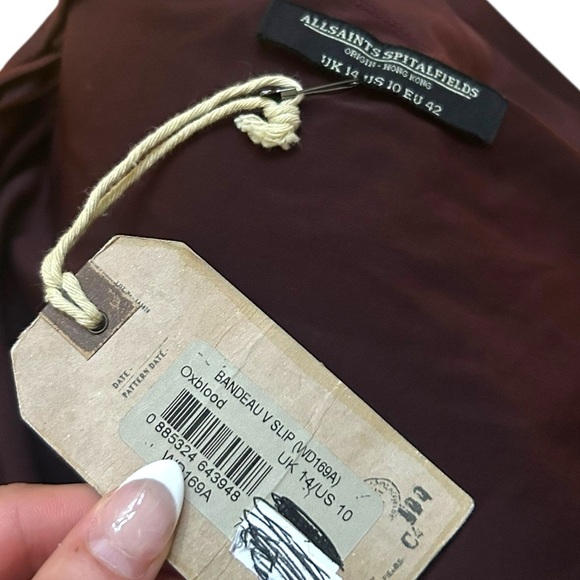 ALLSAINTS SPITALFIELDS
ORIGIN - HONG KONG
UK 14 US 10 EU 42
DATE.-
PATTERN DATE.-
BANDEAU V SLIP (WD169A)
Oxblood
UK 14/US 10
0 885324 643948
WD169A
C4